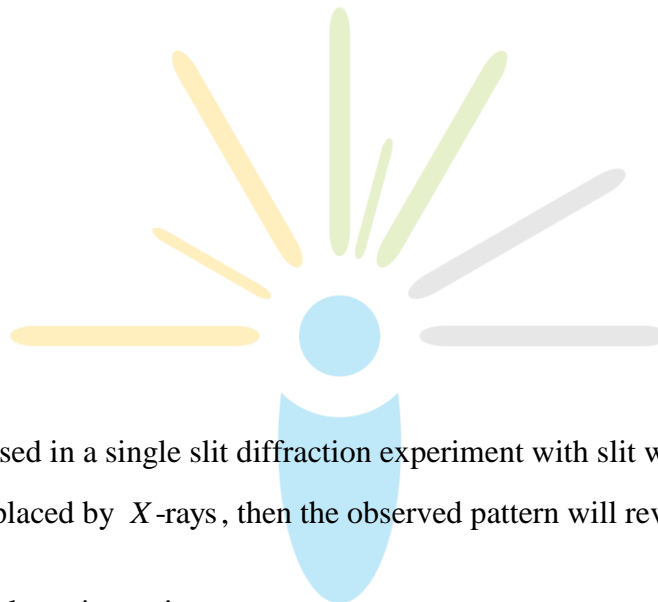 sed in a single slit diffraction experiment with slit w
placed by X-rays, then the observed pattern will rev